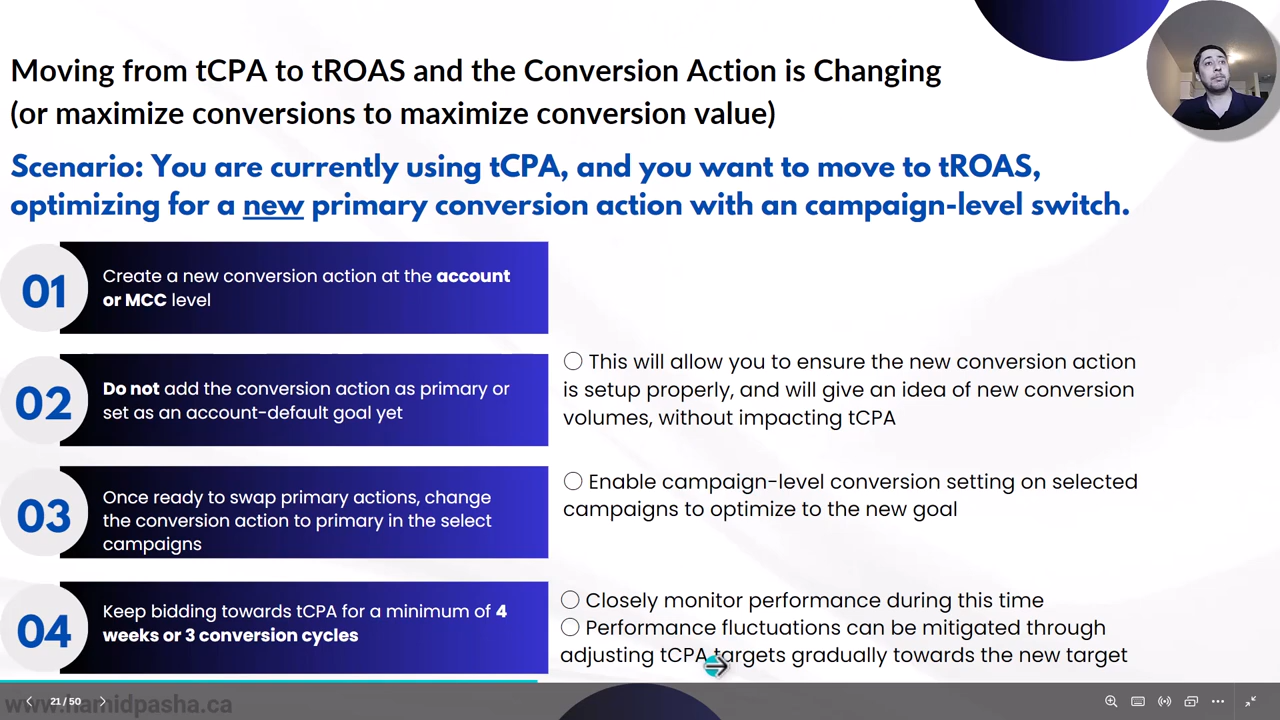 Moving from tCPA to tROAS and the Conversion Action is Changing
(or maximize conversions to maximize conversion value)
Scenario: You are currently using tCPA, and you want to move to tROAS,
optimizing for a new primary conversion action with an campaign-level switch.
01
Create a new conversion action at the account
or MCC level
02
Do not add the conversion action as primary or
set as an account-default goal yet
This will allow you to ensure the new conversion action
is setup properly, and will give an idea of new conversion
volumes, without impacting tCPA
03
Once ready to swap primary actions, change
the conversion action to primary in the select
campaigns
Enable campaign-level conversion setting on selected
campaigns to optimize to the new goal
04
Keep bidding towards tCPA for a minimum of 4
weeks or 3 conversion cycles
Closely monitor performance during this time
Performance fluctuations can be mitigated through
adjusting tCPA targets gradually towards the new target
21 / 50
www.hamidpasha.ca